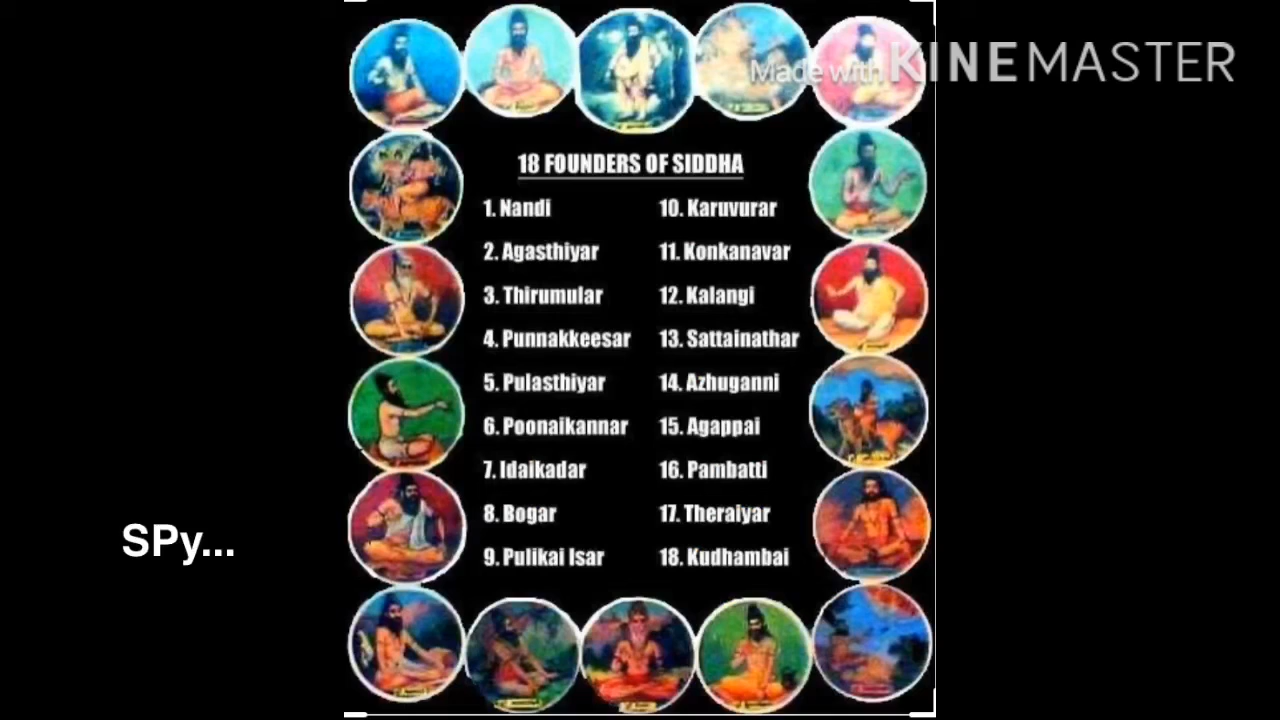 Made with KINEMASTER
18 FOUNDERS OF SIDDHA
1. Nandi
2. Agasthiyar
3. Thirumular
4. Punnakkeesar
5. Pulasthiyar
6. Poonaikannar
7. Idaikadar
8. Bogar
9. Pulikai Isar
10. Karuvurar
11. Konkanavar
12. Kalangi
13. Sattainathar
14. Azhuganni
15. Agappai
16. Pambatti
17. Theraiyar
18. Kudhambai
SPy...